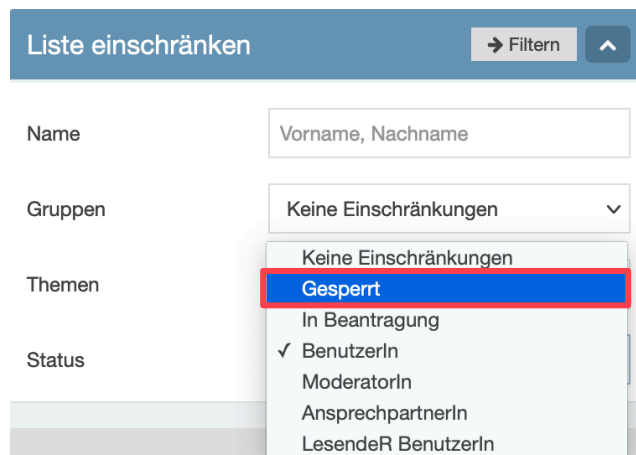 Liste einschränken
Filtern
Name
Vorname, Nachname
Gruppen
Keine Einschränkungen
Themen
Status
Keine Einschränkungen
Gesperrt
In Beantragung
✓ BenutzerIn
ModeratorIn
AnsprechpartnerIn
LesendeR BenutzerIn